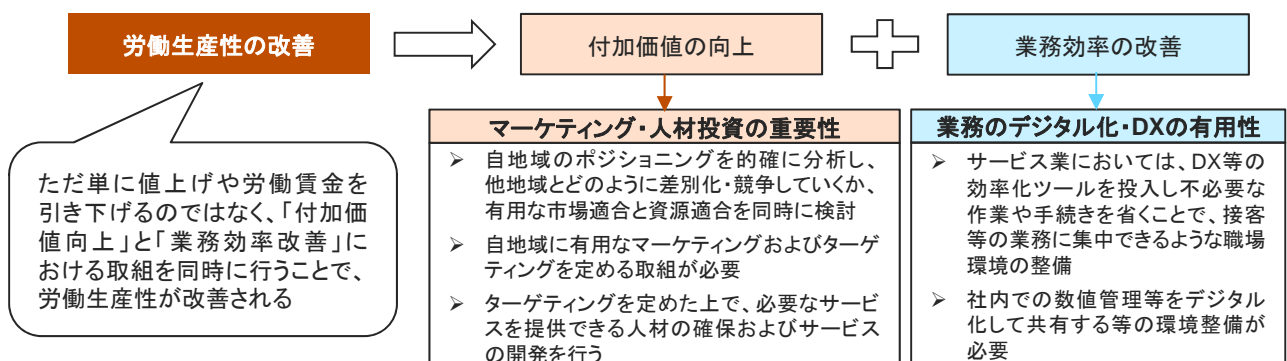 労働生産性の改善
付加価値の向上
業務効率の改善
ただ単に値上げや労働賃金を
引き下げるのではなく、「付加価
値向上」と「業務効率改善」に
おける取組を同時に行うことで、
労働生産性が改善される
マーケティング・人材投資の重要性
➢ 自地域のポジショニングを的確に分析し、
他地域とどのように差別化・競争していくか、
有用な市場適合と資源適合を同時に検討
➢ 自地域に有用なマーケティングおよびターゲ
ティングを定める取組が必要
➢ ターゲティングを定めた上で、必要なサービ
スを提供できる人材の確保およびサービス
の開発を行う
業務のデジタル化・DXの有用性
➢ サービス業においては、DX等の
効率化ツールを投入し不必要な
作業や手続きを省くことで、接客
等の業務に集中できるような職場
環境の整備
➢ 社内での数値管理等をデジタル
化して共有する等の環境整備が
必要